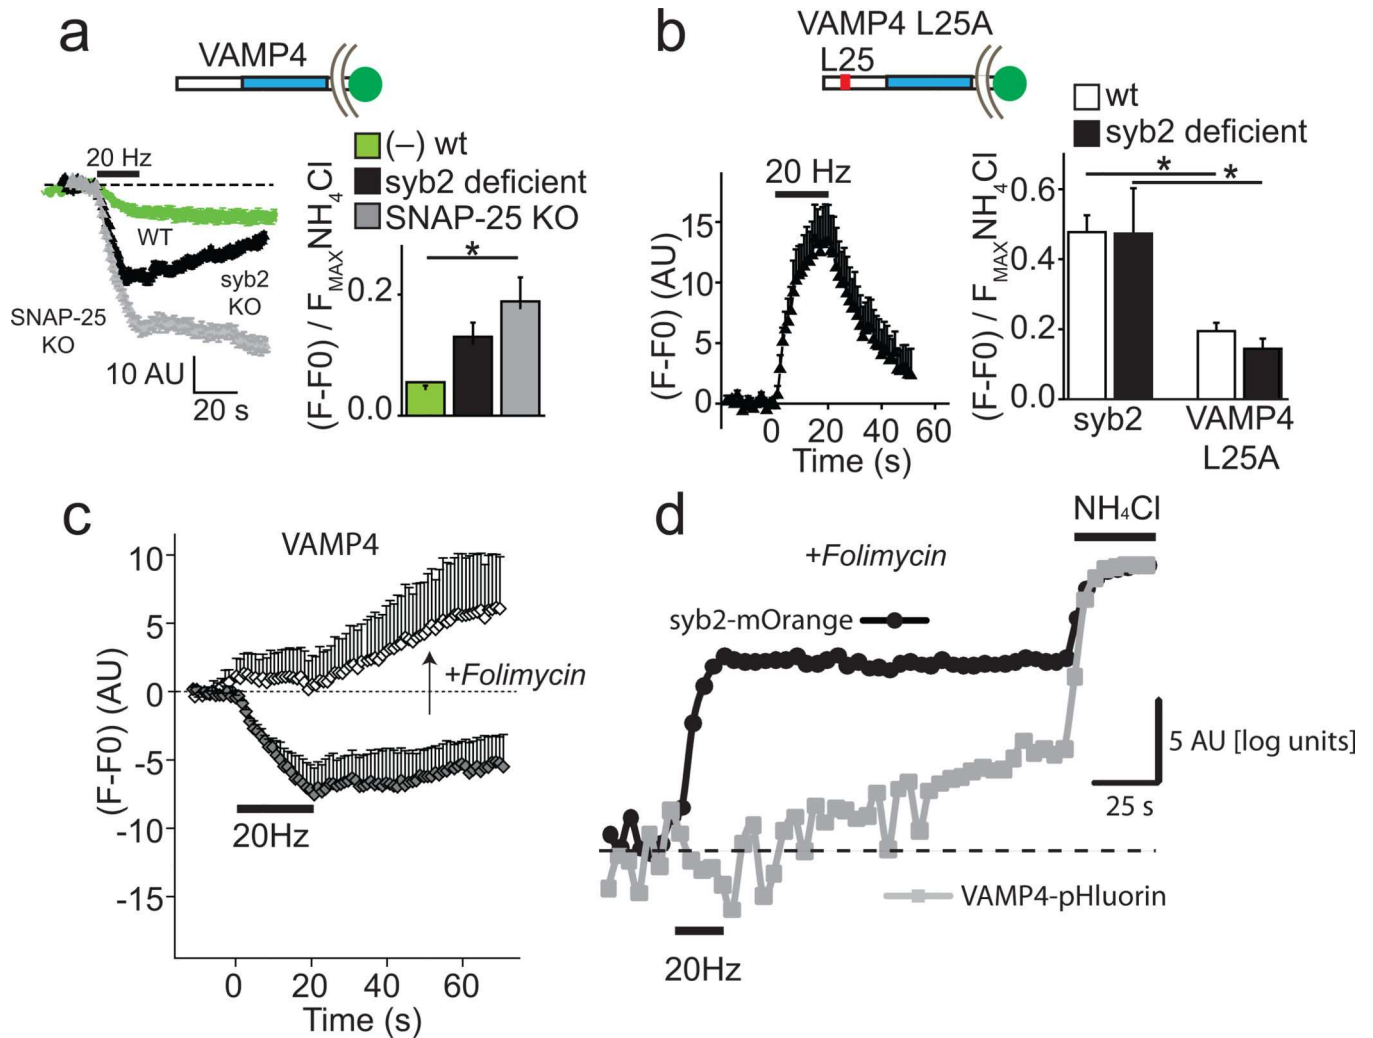 a
VAMP4
20 Hz
WT
syb2
KO
SNAP-25
KO
10 AU
20 s
(–) wt
syb2 deficient
SNAP-25 KO
(F-F0) / FMAXNH4Cl
0.2
0.0
*
b
VAMP4 L25A
L25
20 Hz
(F-F0) (AU)
15
10
5
0
0 20 40 60
Time (s)
wt
syb2 deficient
(F-F0) / FMAXNH4Cl
0.6
0.4
0.2
0.0
* *
syb2
VAMP4
L25A
c
VAMP4
(F-F0) (AU)
10
5
0
-5
-10
-15
+Folimycin
20Hz
0 20 40 60
Time (s)
d
NH4Cl
+Folimycin
syb2-mOrange
5 AU [log units]
25 s
VAMP4-pHluorin
20Hz